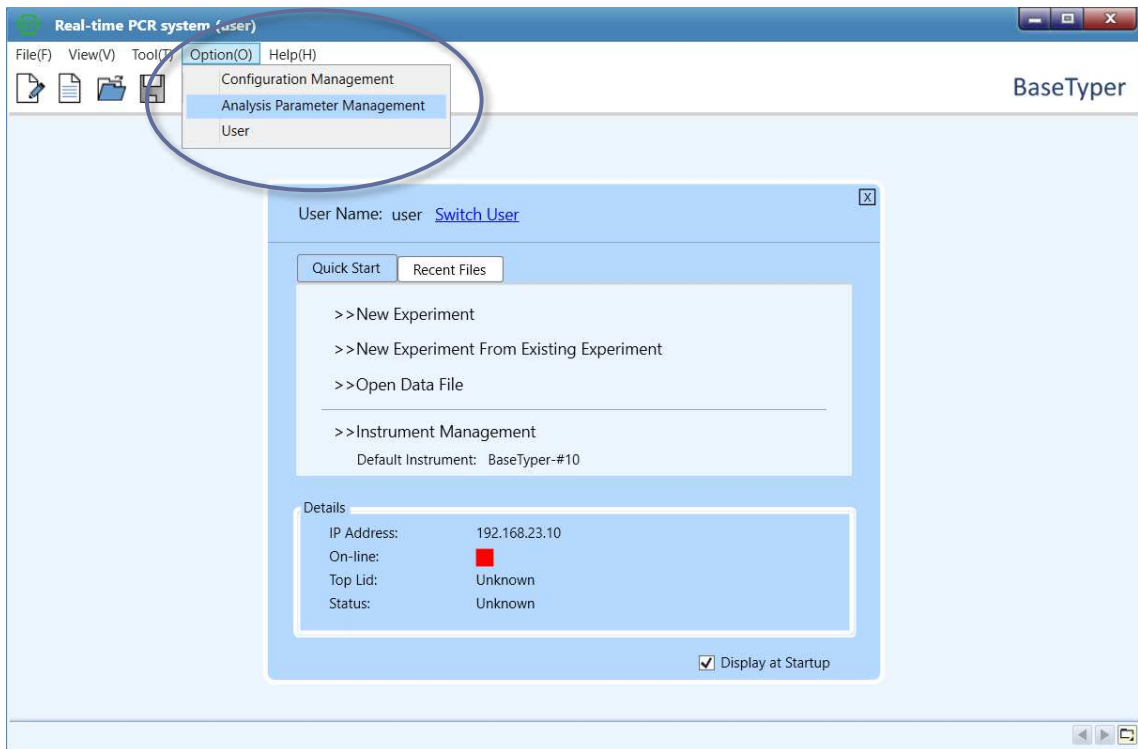 Real-time PCR system (user)
File(F) View(V) Tool(T) Option(O) Help(H)
Configuration Management
Analysis Parameter Management
User
BaseTyper
X
User Name: user Switch User
Quick Start Recent Files
>>New Experiment
>>New Experiment From Existing Experiment
>>Open Data File
>>Instrument Management
Default Instrument: BaseTyper-#10
Details
IP Address: 192.168.23.10
On-line:
Top Lid: Unknown
Status: Unknown
Display at Startup